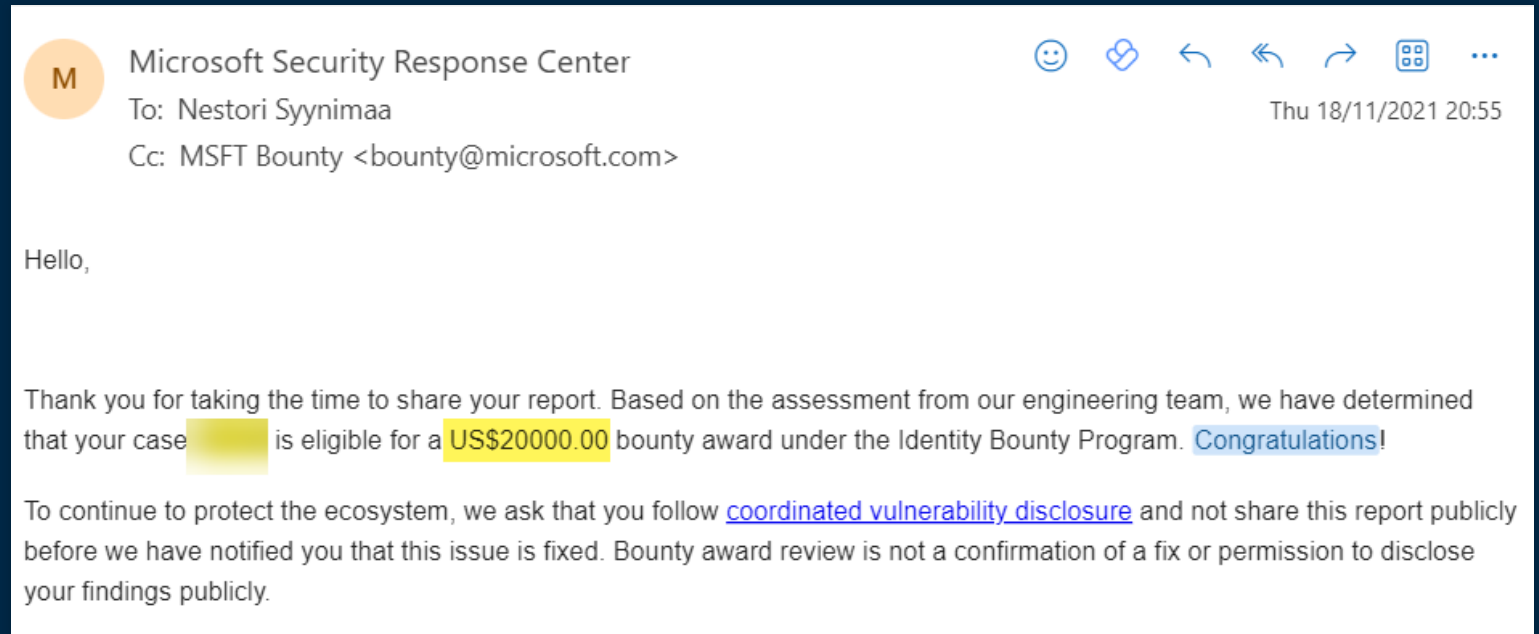 M
Microsoft Security Response Center
To: Nestori Syynimaa
Thu 18/11/2021 20:55
Cc: MSFT Bounty <bounty@microsoft.com>
Hello,
Thank you for taking the time to share your report. Based on the assessment from our engineering team, we have determined
that your case is eligible for a US$20000.00 bounty award under the Identity Bounty Program. Congratulations!
To continue to protect the ecosystem, we ask that you follow coordinated vulnerability disclosure and not share this report publicly
before we have notified you that this issue is fixed. Bounty award review is not a confirmation of a fix or permission to disclose
your findings publicly.